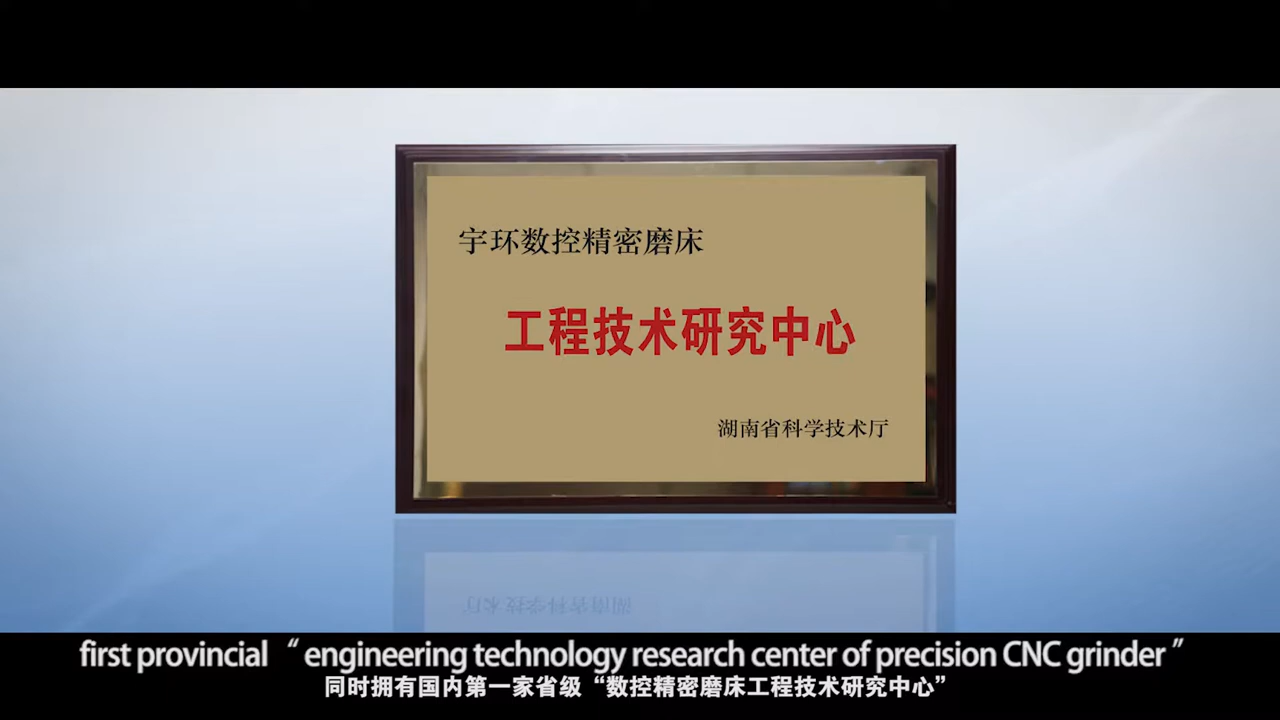 宇环数控精密磨床
工程技术研究中心
湖南省科学技术厅
first provincial “ engineering technology research center of precision CNC grinder ”
同时拥有国内第一家省级“数控精密磨床工程技术研究中心”